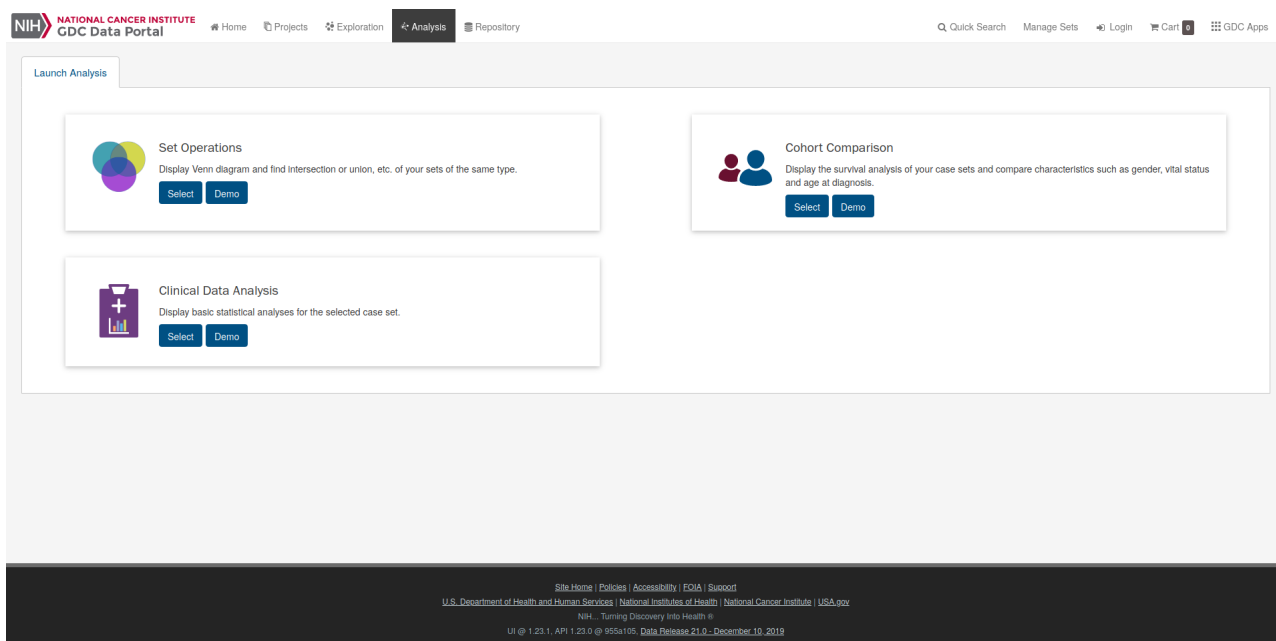 NIH NATIONAL CANCER INSTITUTE
GDC Data Portal
Home Projects Exploration Analysis Repository Quick Search Manage Sets Login Cart 0 GDC Apps
Launch Analysis
Set Operations
Display Venn diagram and find intersection or union, etc. of your sets of the same type.
Select Demo
Cohort Comparison
Display the survival analysis of your case sets and compare characteristics such as gender, vital status
and age at diagnosis.
Select Demo
Clinical Data Analysis
Display basic statistical analyses for the selected case set.
Select Demo
Site Home | Policies | Accessibility | FOIA | Support
U.S. Department of Health and Human Services | National Institutes of Health | National Cancer Institute | USA.gov
NIH... Turning Discovery Into Health ®
UI @ 1.23.1, API 1.23.0 @ 955a105, Data Release 21.0 - December 10, 2019